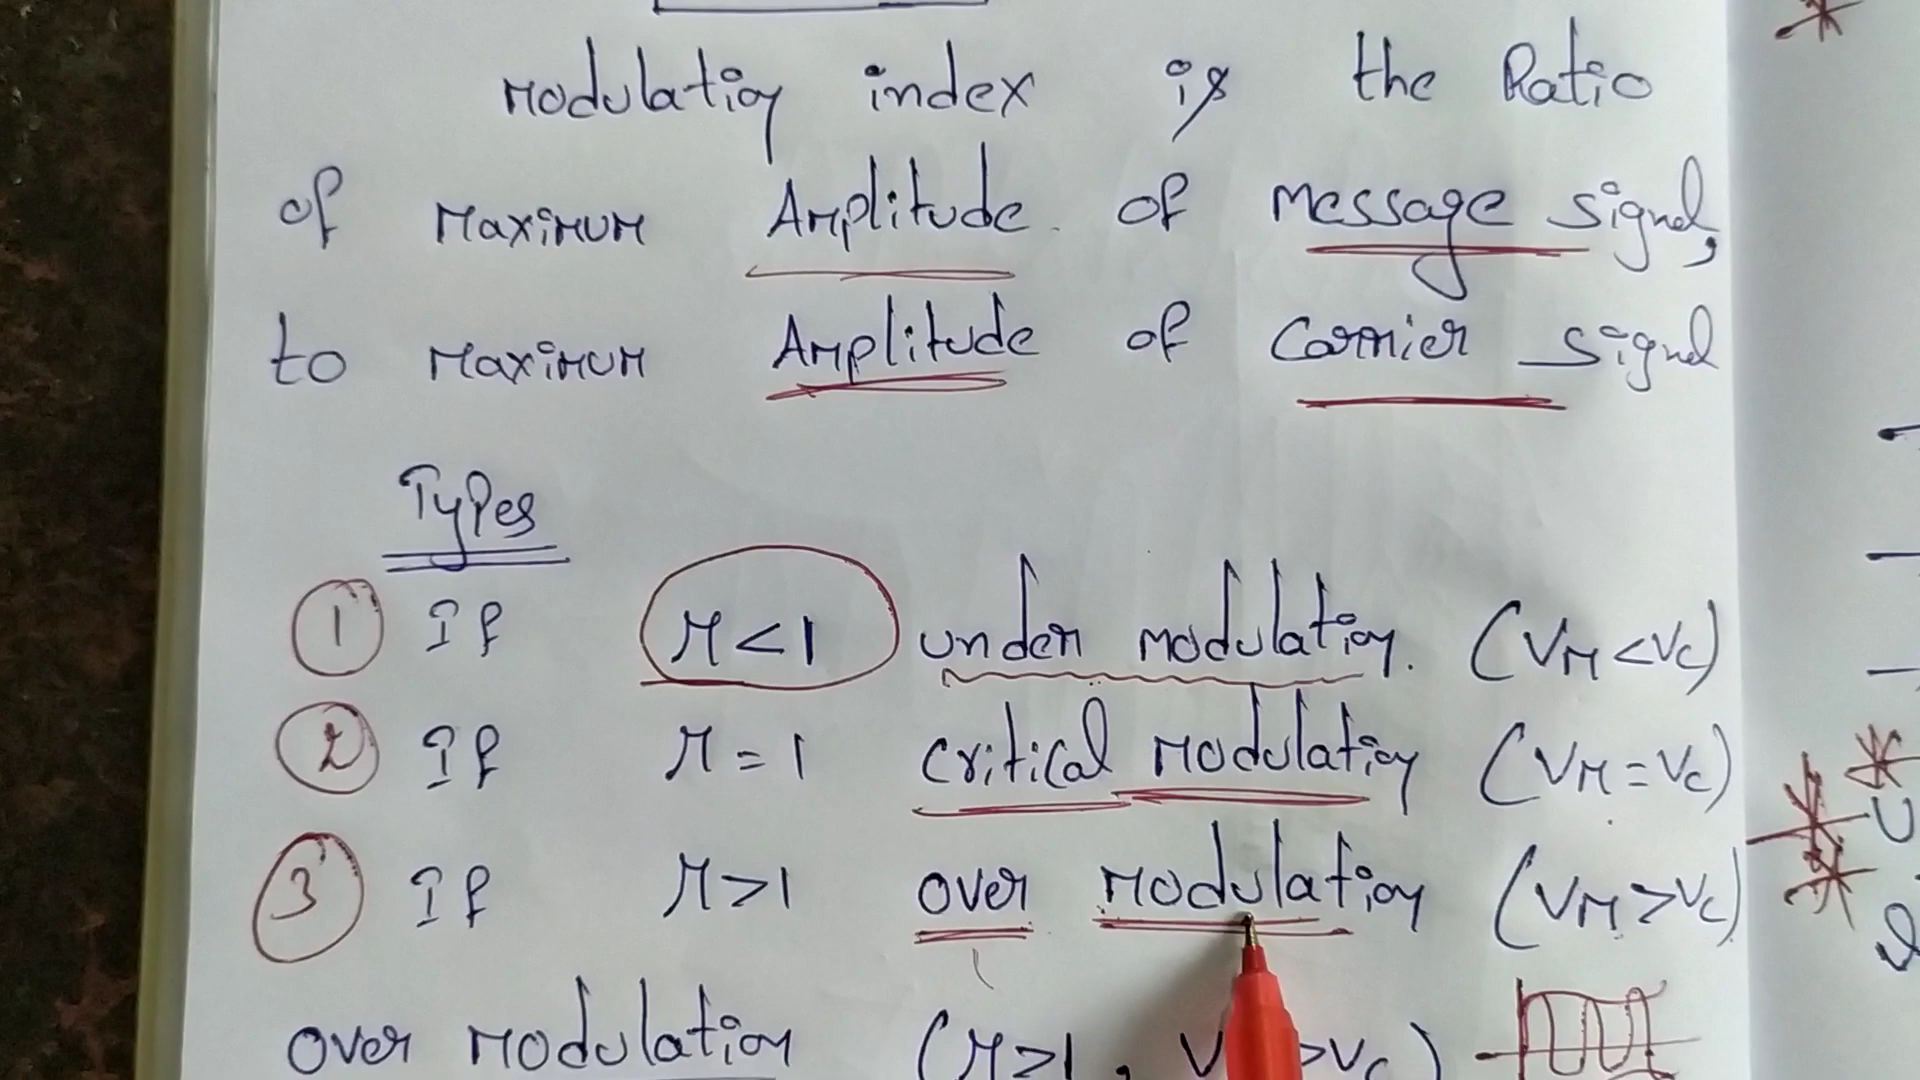 Modulation index is the Ratio
of Maximum Amplitude of Message signal,
to Maximum Amplitude of Carrier signal
Types
1 If M<1 under modulation. (VM<Vc)
2 If M=1 critical Modulation (VM=Vc)
3 If M>1 over Modulation (VM>Vc)
over Modulation (M>1, V >Vc)